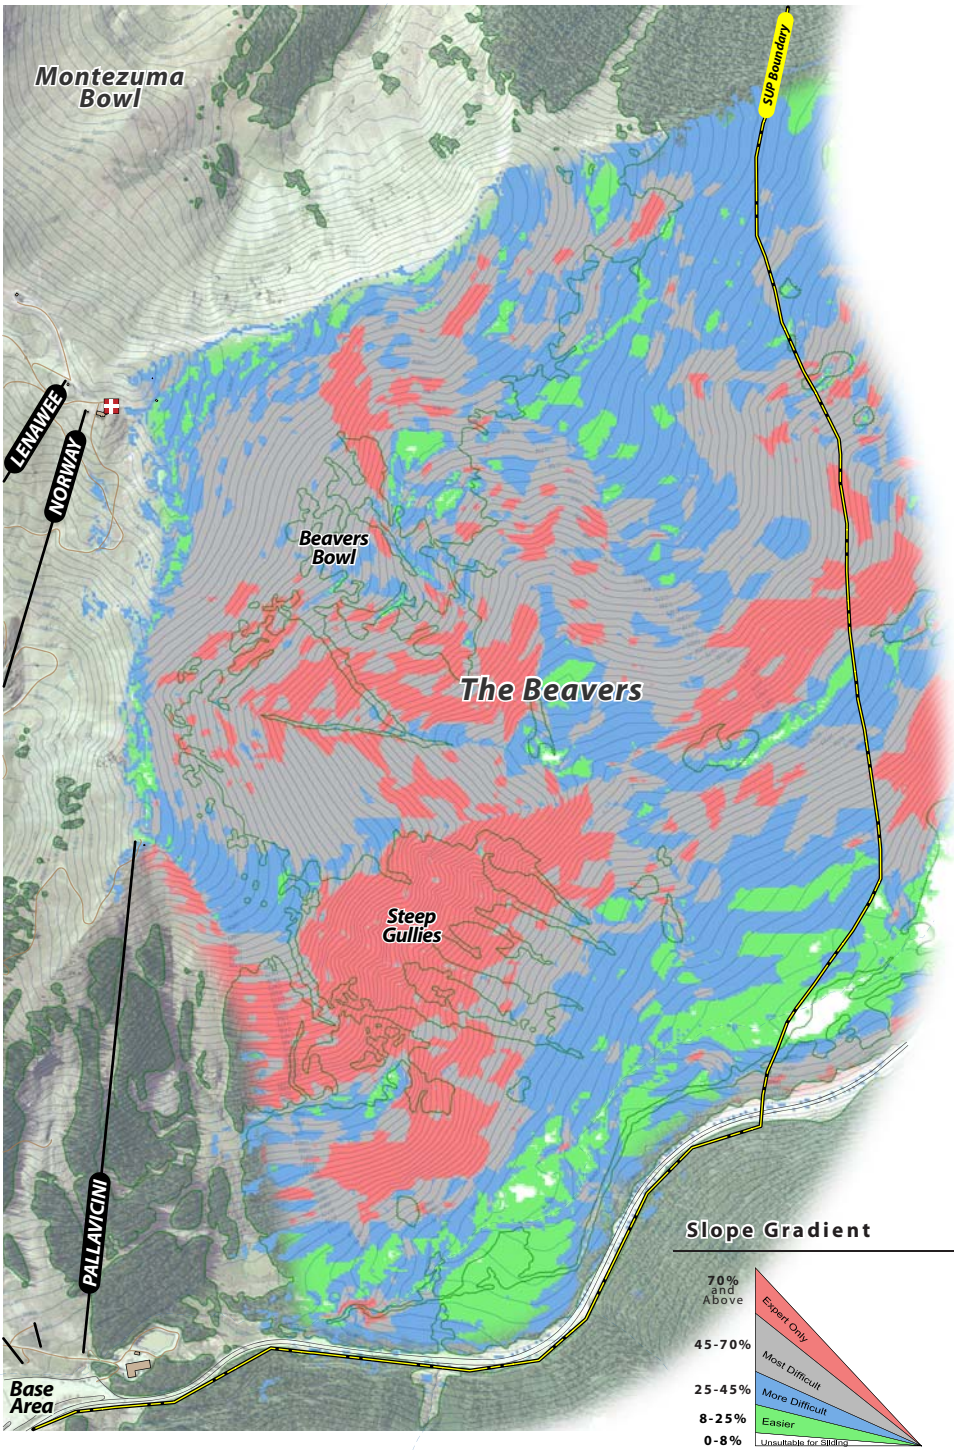 Montezuma
Bowl
SUP Boundary
LENAWEE
NORWAY
Beavers
Bowl
The Beavers
Steep
Gullies
PALLAVICINI
Base
Area
Slope Gradient
70%
and
Above
Expert Only
45-70%
Most Difficult
25-45%
More Difficult
8-25%
Easier
0-8%
Unsuitable for Sliding